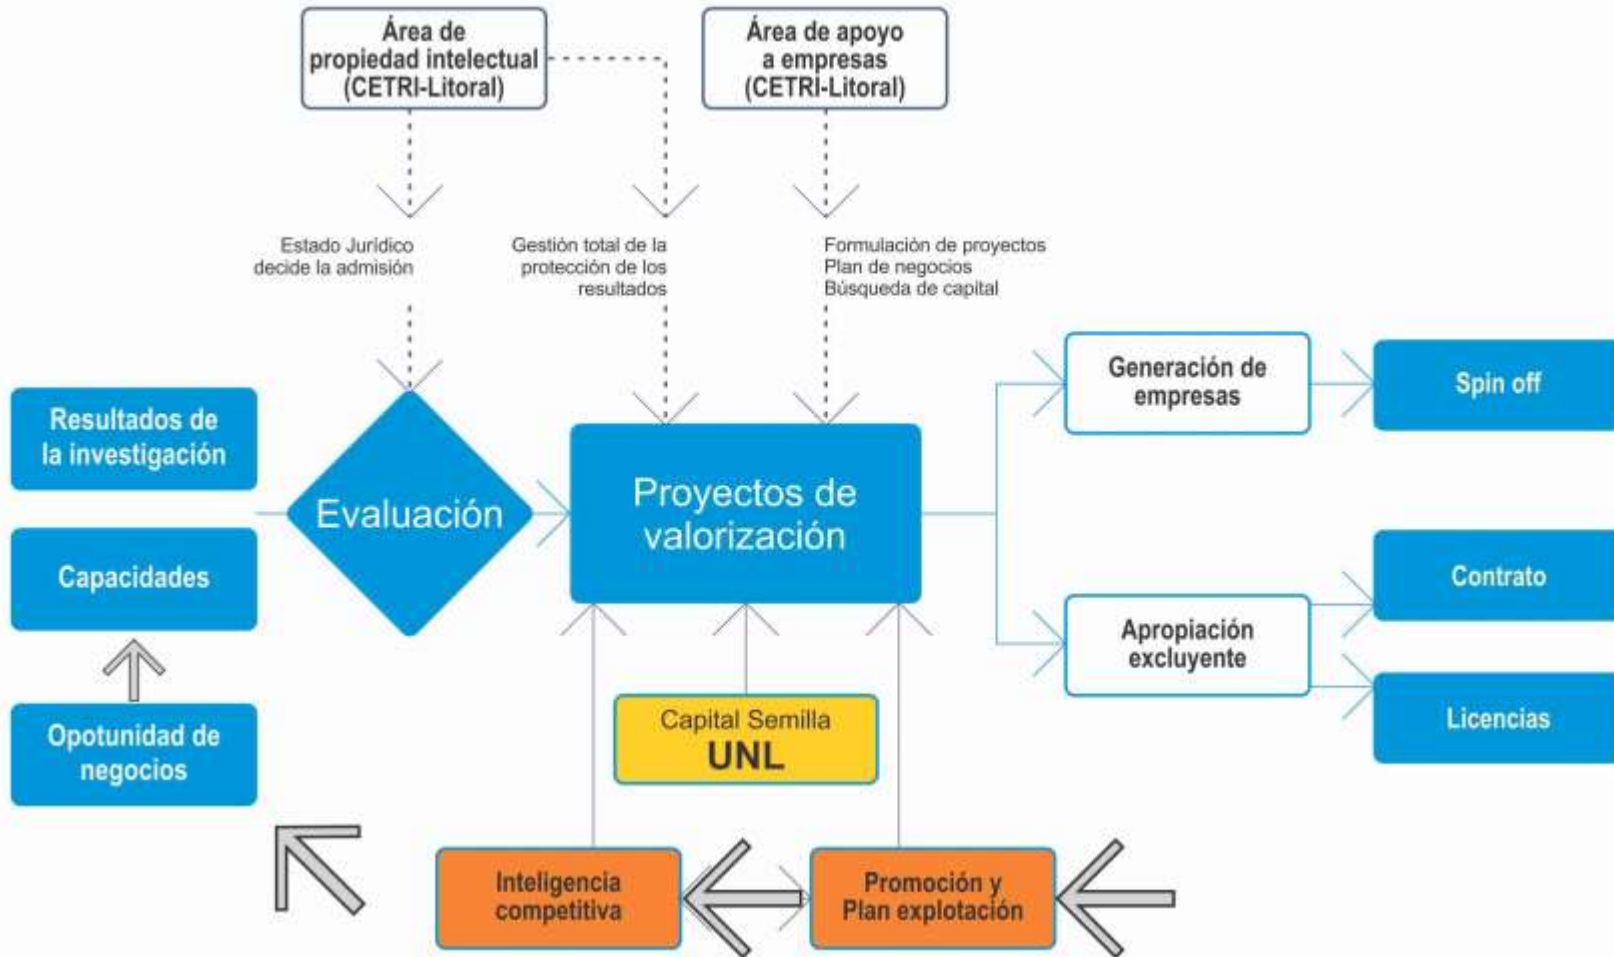 Área de
propiedad intelectual
(CETRI-Litoral)
Área de apoyo
a empresas
(CETRI-Litoral)
Estado Jurídico
decide la admisión
Gestión total de la
protección de los
resultados
Formulación de proyectos
Plan de negocios
Búsqueda de capital
Resultados de
la investigación
Capacidades
Opotunidad de
negocios
Evaluación
Proyectos de
valorización
Generación de
empresas
Spin off
Apropiación
excluyente
Contrato
Licencias
Capital Semilla
UNL
Inteligencia
competitiva
Promoción y
Plan explotación